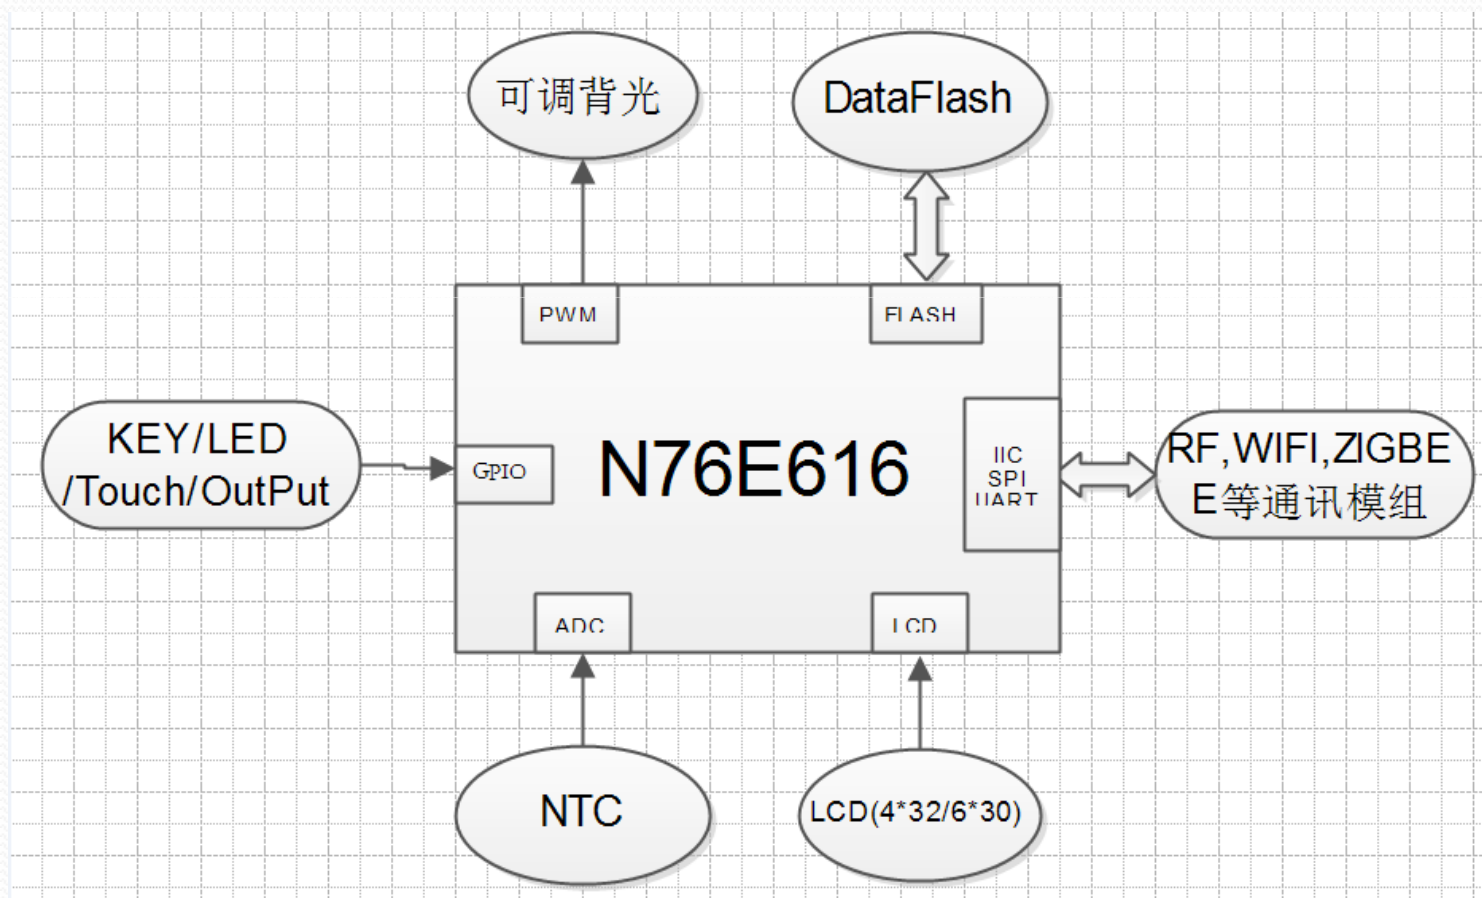 可调背光
DataFlash
PWM
FLASH
KEY/LED
/Touch/OutPut
GPIO
N76E616
IIC
SPI
UART
RF,WIFI,ZIGBE
E等通讯模组
ADC
LCD
NTC
LCD(4*32/6*30)